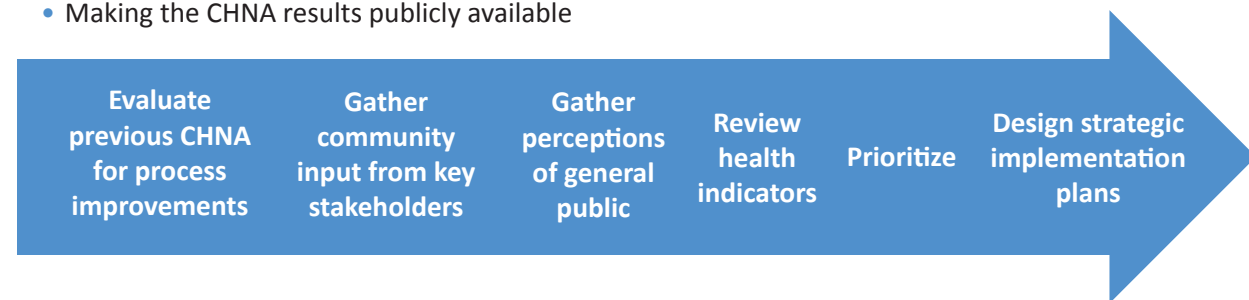 • Making the CHNA results publicly available
Evaluate
previous CHNA
for process
improvements
Gather
community
input from key
stakeholders
Gather
perceptions
of general
public
Review
health
indicators
Prioritize
Design strategic
implementation
plans